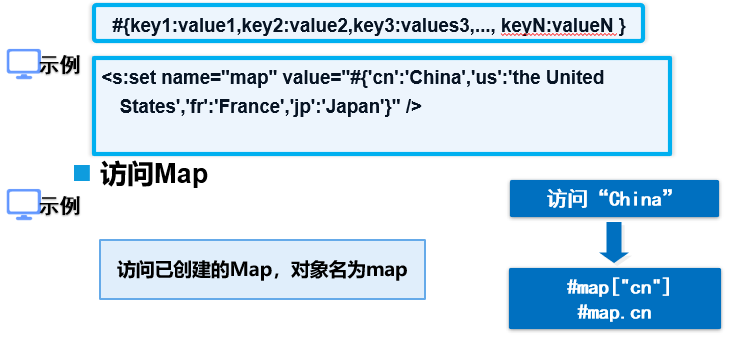 #{key1:value1,key2:value2,key3:values3,..., keyN:valueN }
示例
<s:set name="map" value="#{'cn':'China','us':'the United
States','fr':'France','jp':'Japan'}" />
访问Map
示例
访问“China”
访问已创建的Map，对象名为map
#map["cn"]
#map.cn